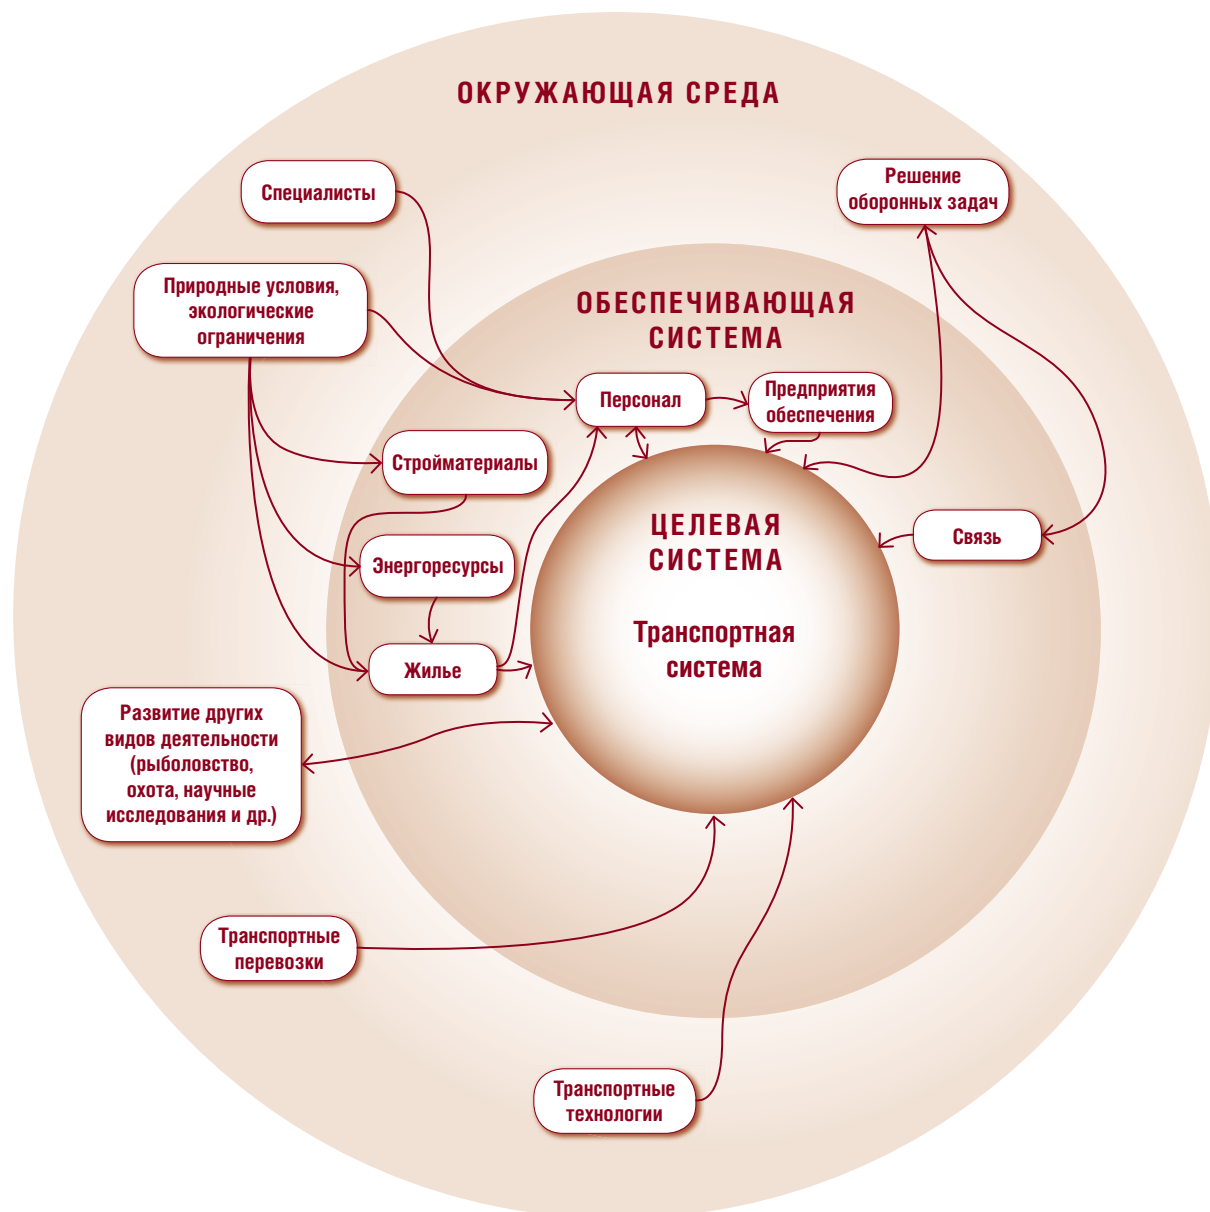 ОКРУЖАЮЩАЯ СРЕДА
Специалисты
Решение
оборонных задач
Природные условия,
экологические
ограничения
ОБЕСПЕЧИВАЮЩАЯ
СИСТЕМА
Персонал
Предприятия
обеспечения
Стройматериалы
Энергоресурсы
Жилье
ЦЕЛЕВАЯ
СИСТЕМА
Транспортная
система
Связь
Развитие других
видов деятельности
(рыболовство,
охота, научные
исследования и др.)
Транспортные
перевозки
Транспортные
технологии